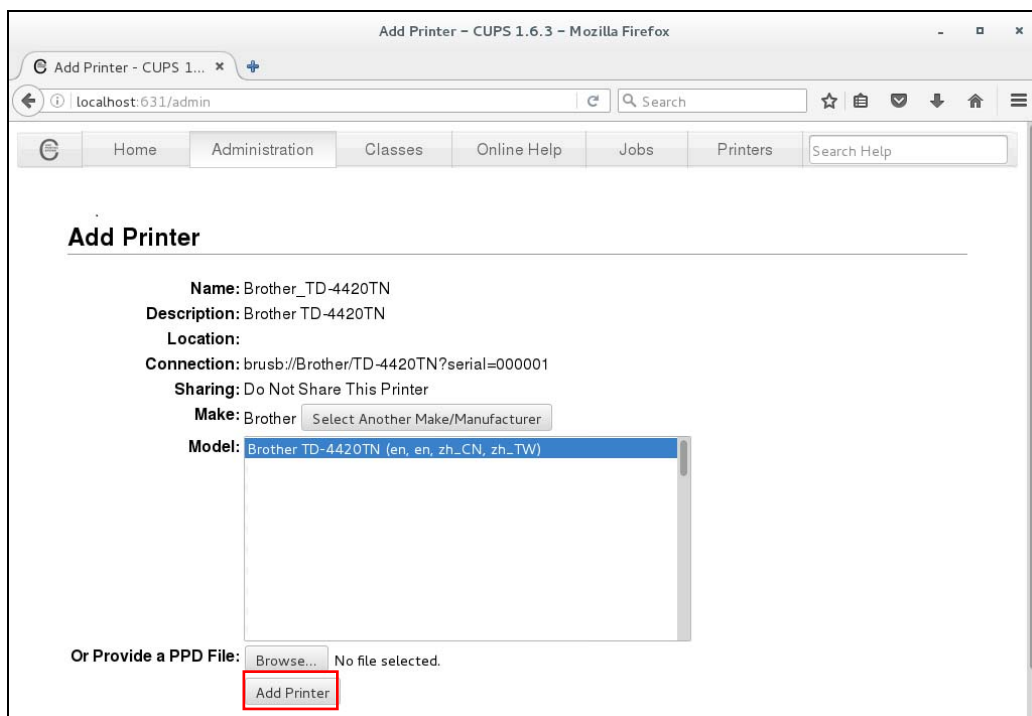 Add Printer – CUPS 1.6.3 – Mozilla Firefox
Add Printer - CUPS 1...
localhost:631/admin
Search
Home Administration Classes Online Help Jobs Printers Search Help
Add Printer
Name: Brother_TD-4420TN
Description: Brother TD-4420TN
Location:
Connection: brusb://Brother/TD-4420TN?serial=000001
Sharing: Do Not Share This Printer
Make: Brother Select Another Make/Manufacturer
Model: Brother TD-4420TN (en, en, zh_CN, zh_TW)
Or Provide a PPD File: Browse... No file selected.
Add Printer